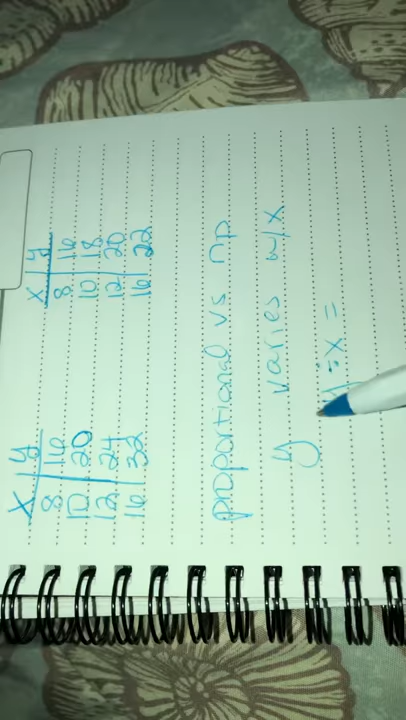 x | y    x | y
8 | 16    8 | 16
10 | 20    10 | 18
12 | 24    12 | 20
16 | 32    16 | 22
proportional vs np
y varies w/x
y ÷ x =